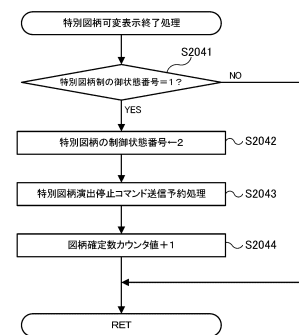 特別図柄可変表示終了処理
S2041
特別図柄制の御状態番号=1?
NO
YES
特別図柄の制御状態番号←2
S2042
特別図柄演出停止コマンド送信予約処理
S2043
図柄確定数カウンタ値+1
S2044
RET